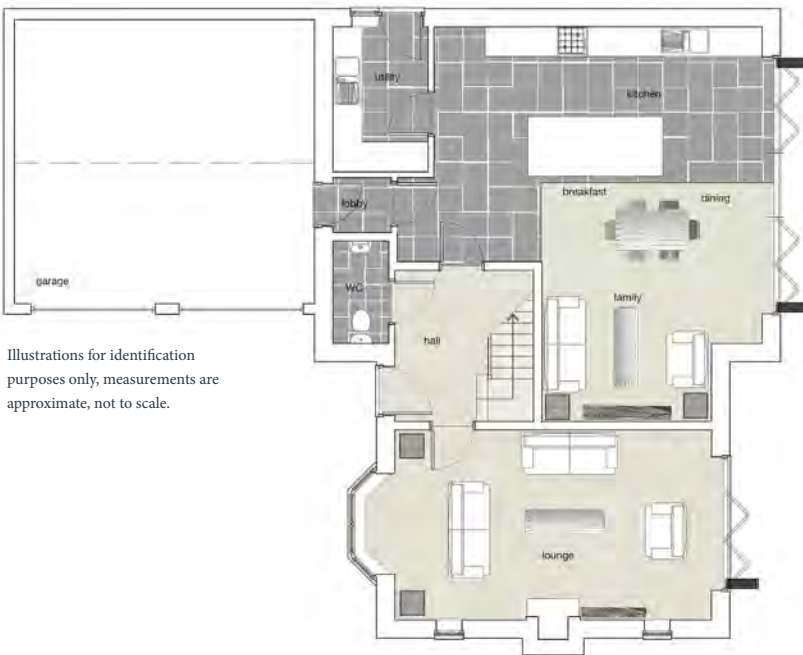 utility
kitchen
lobby
breakfast
dining
garage
WC
family
hall
Illustrations for identification
purposes only, measurements are
approximate, not to scale.
lounge